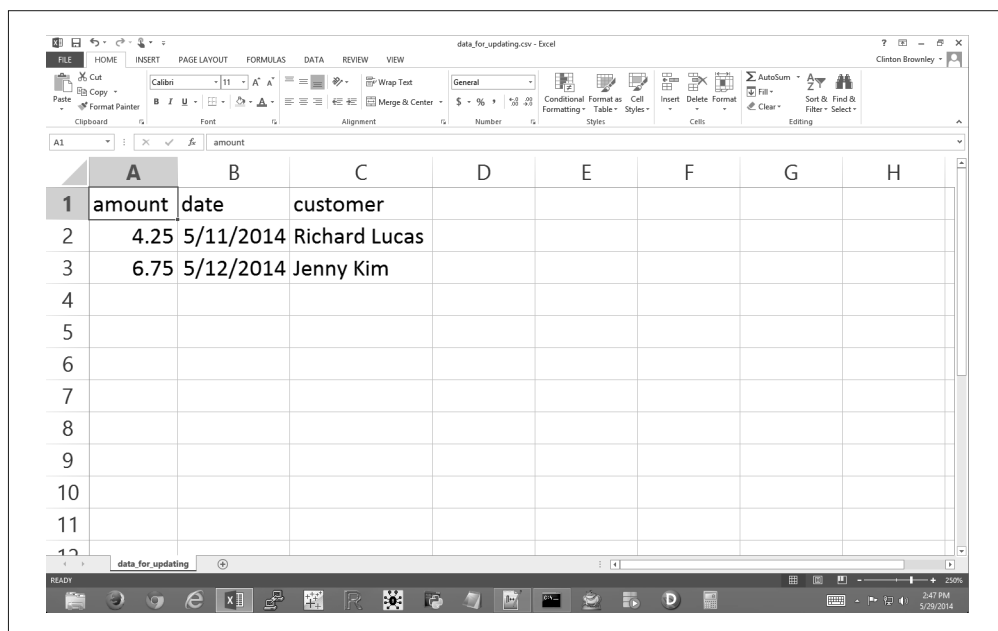 data_for_updating.csv - Excel
FILE HOME INSERT PAGE LAYOUT FORMULAS DATA REVIEW VIEW Clinton Brownley
Paste Cut Copy Format Painter
Calibri 11 A A
B I U A
Wrap Text
Merge & Center
General
$ % ,
Conditional Formatting Format as Table Cell Styles
Insert Delete Format
AutoSum Fill Clear
Sort & Filter Find & Select
Clipboard Font Alignment Number Styles Cells Editing
A1 fx amount
A B C D E F G H
1 amount date customer
2 4.25 5/11/2014 Richard Lucas
3 6.75 5/12/2014 Jenny Kim
4
5
6
7
8
9
10
11
12
data_for_updating
READY 250%
2:47 PM
5/29/2014